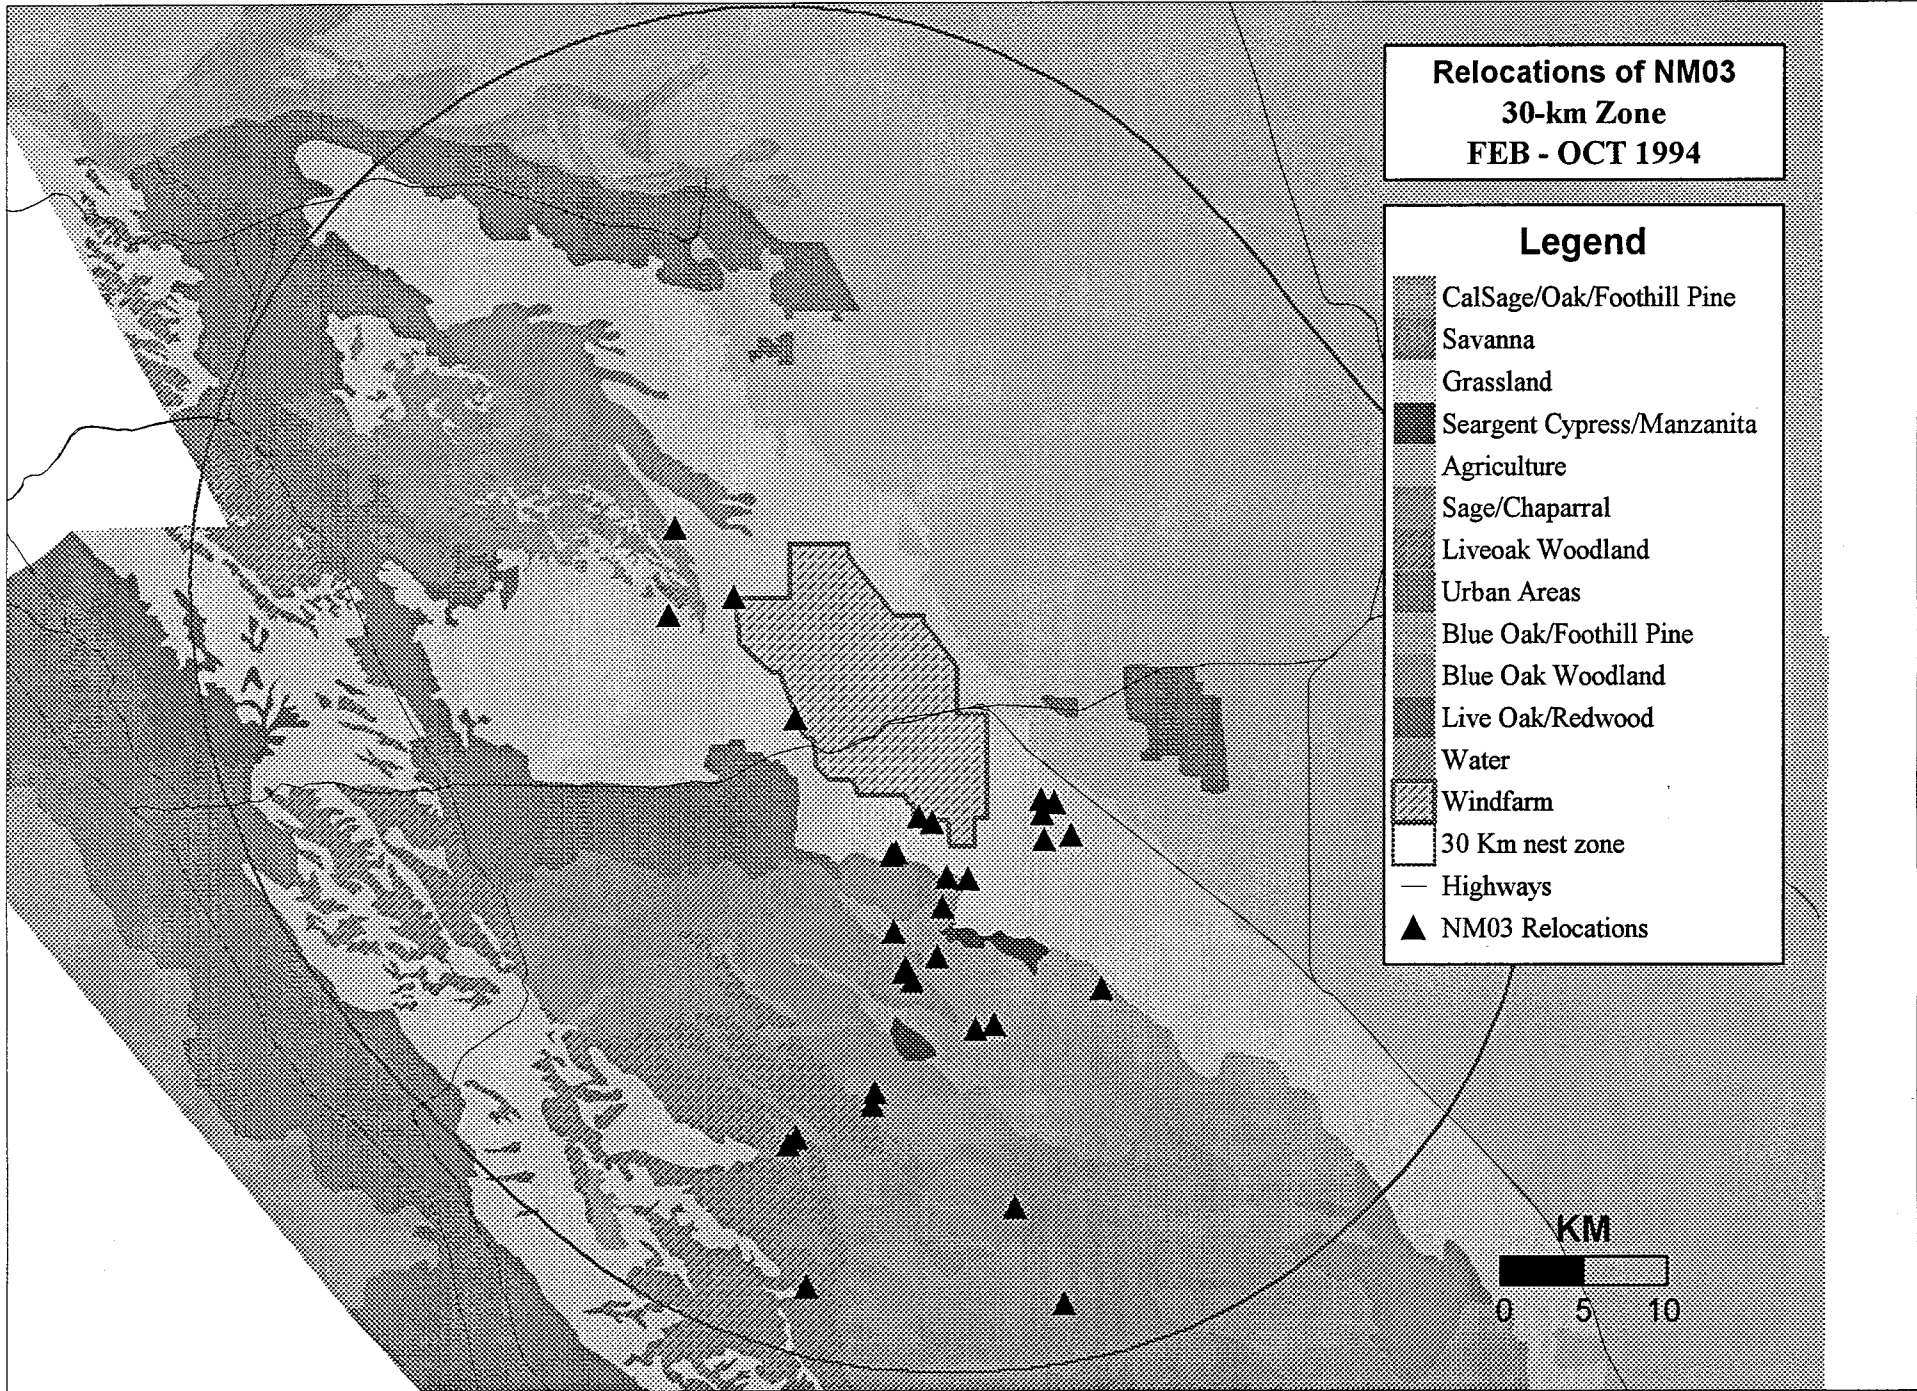 Relocations of NM03
30-km Zone
FEB - OCT 1994
Legend
CalSage/Oak/Foothill Pine
Savanna
Grassland
Seargent Cypress/Manzanita
Agriculture
Sage/Chaparral
Liveoak Woodland
Urban Areas
Blue Oak/Foothill Pine
Blue Oak Woodland
Live Oak/Redwood
Water
Windfarm
30 Km nest zone
Highways
NM03 Relocations
KM
0 5 10